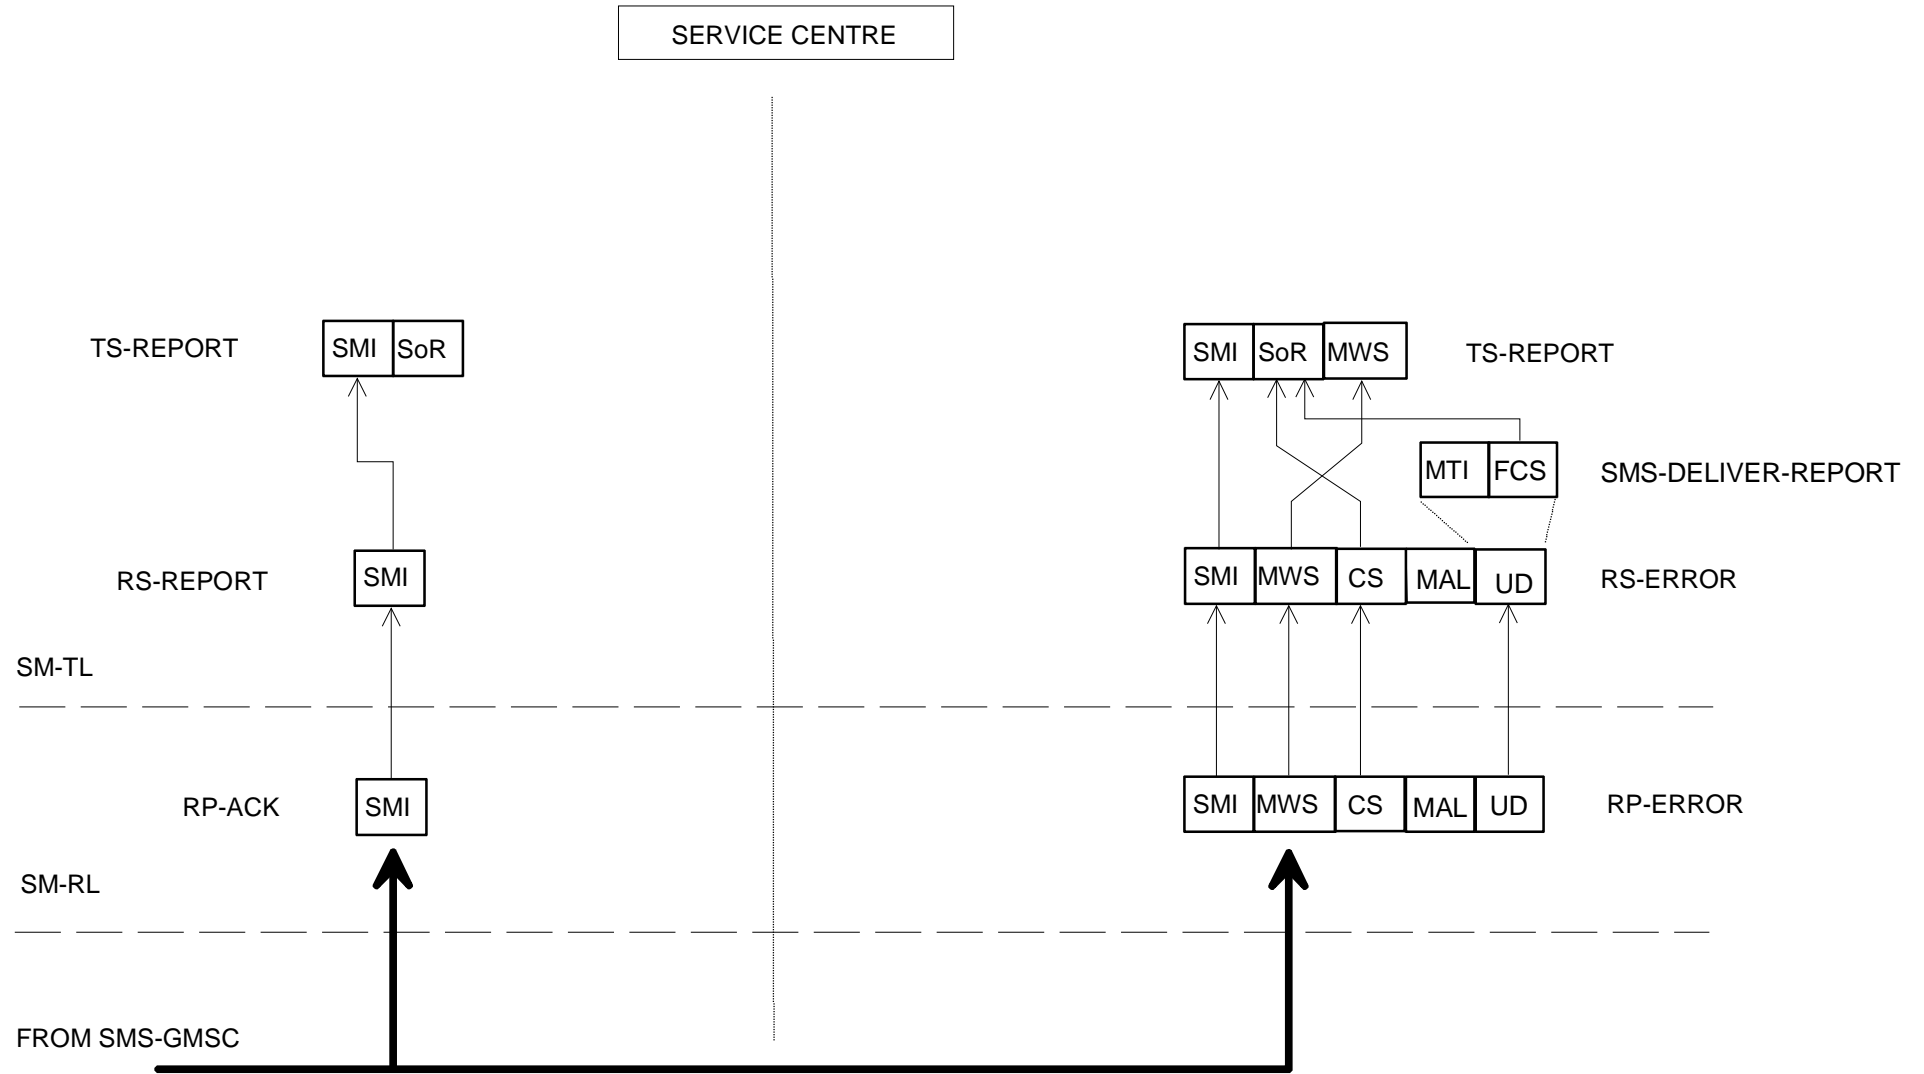 SERVICE CENTRE
TS-REPORT SMI SoR SMI SoR MWS TS-REPORT
MTI FCS SMS-DELIVER-REPORT
RS-REPORT SMI SMI MWS CS MAL UD RS-ERROR
SM-TL
RP-ACK SMI SMI MWS CS MAL UD RP-ERROR
SM-RL
FROM SMS-GMSC